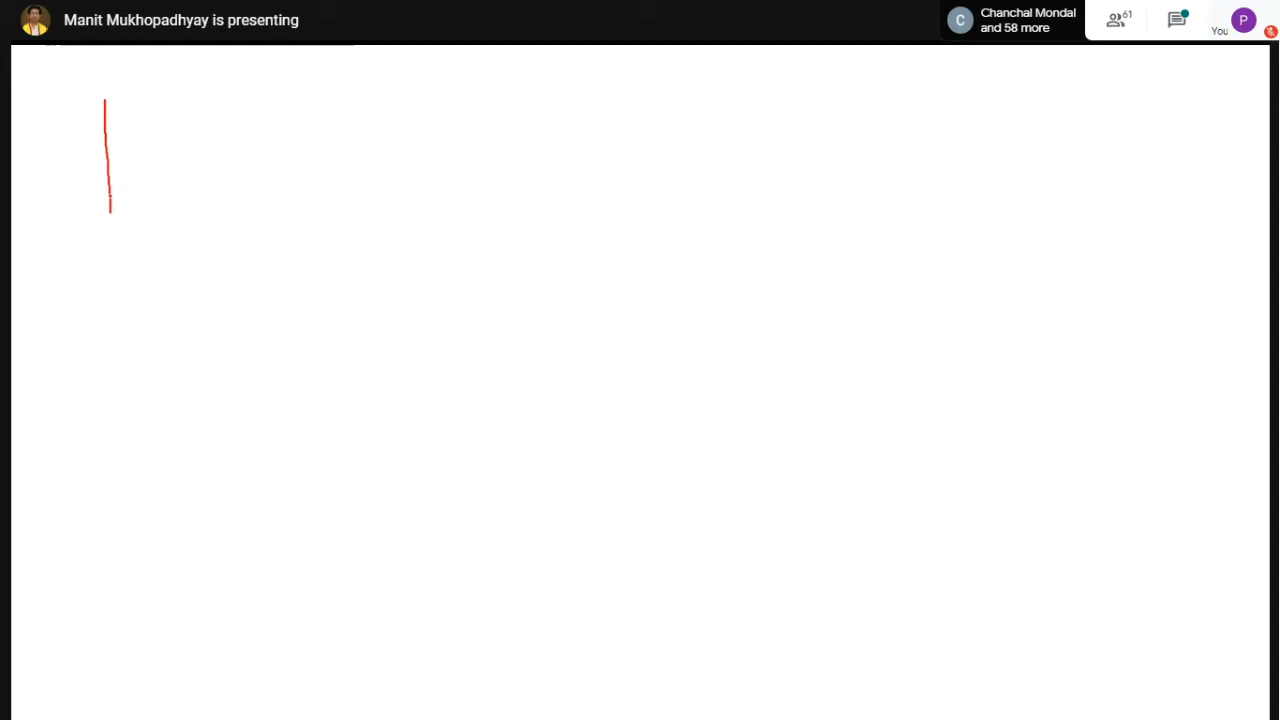 Manit Mukhopadhyay is presenting
C
Chanchal Mondal
and 58 more
61
You
P